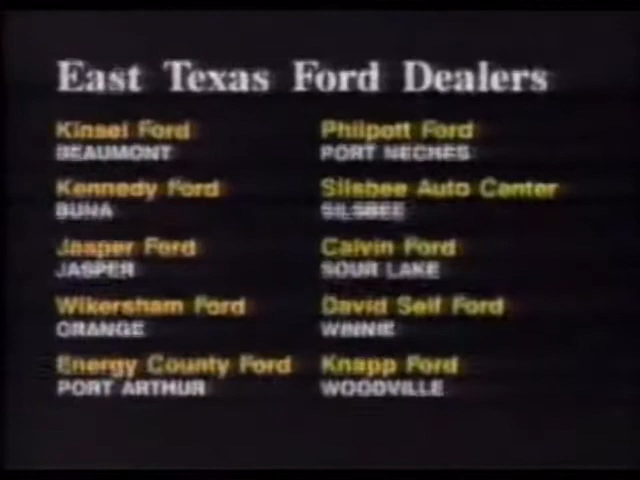 East Texas Ford Dealers
Kinsel Ford
BEAUMONT
Kennedy Ford
BUNA
Jasper Ford
JASPER
Wikersham Ford
ORANGE
Energy County Ford
PORT ARTHUR
Philpott Ford
PORT NECHES
Silsbee Auto Center
SILSBEE
Calvin Ford
SOUR LAKE
David Self Ford
WINNIE
Knapp Ford
WOODVILLE